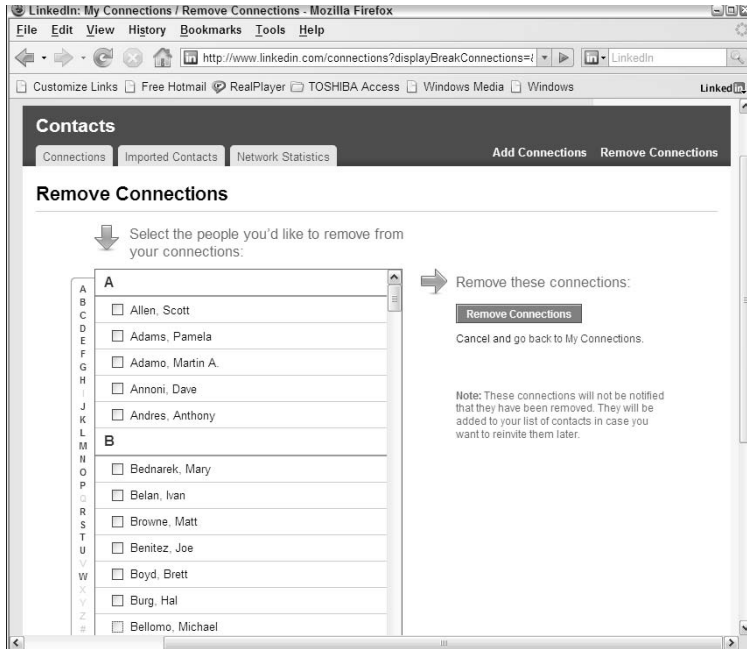 LinkedIn: My Connections / Remove Connections - Mozilla Firefox
File Edit View History Bookmarks Tools Help
http://www.linkedin.com/connections?displayBreakConnections=
in LinkedIn
Customize Links Free Hotmail RealPlayer TOSHIBA Access Windows Media Windows Linkedin
Contacts
Connections Imported Contacts Network Statistics Add Connections Remove Connections
Remove Connections
Select the people you'd like to remove from
your connections:
A
B
C
D
E
F
G
H
I
J
K
L
M
N
O
P
Q
R
S
T
U
V
W
X
Y
Z
#
A
Allen, Scott
Adams, Pamela
Adamo, Martin A.
Annoni, Dave
Andres, Anthony
B
Bednarek, Mary
Belan, Ivan
Browne, Matt
Benitez, Joe
Boyd, Brett
Burg, Hal
Bellomo, Michael
Remove these connections:
Remove Connections
Cancel and go back to My Connections.
Note: These connections will not be notified
that they have been removed. They will be
added to your list of contacts in case you
want to reinvite them later.